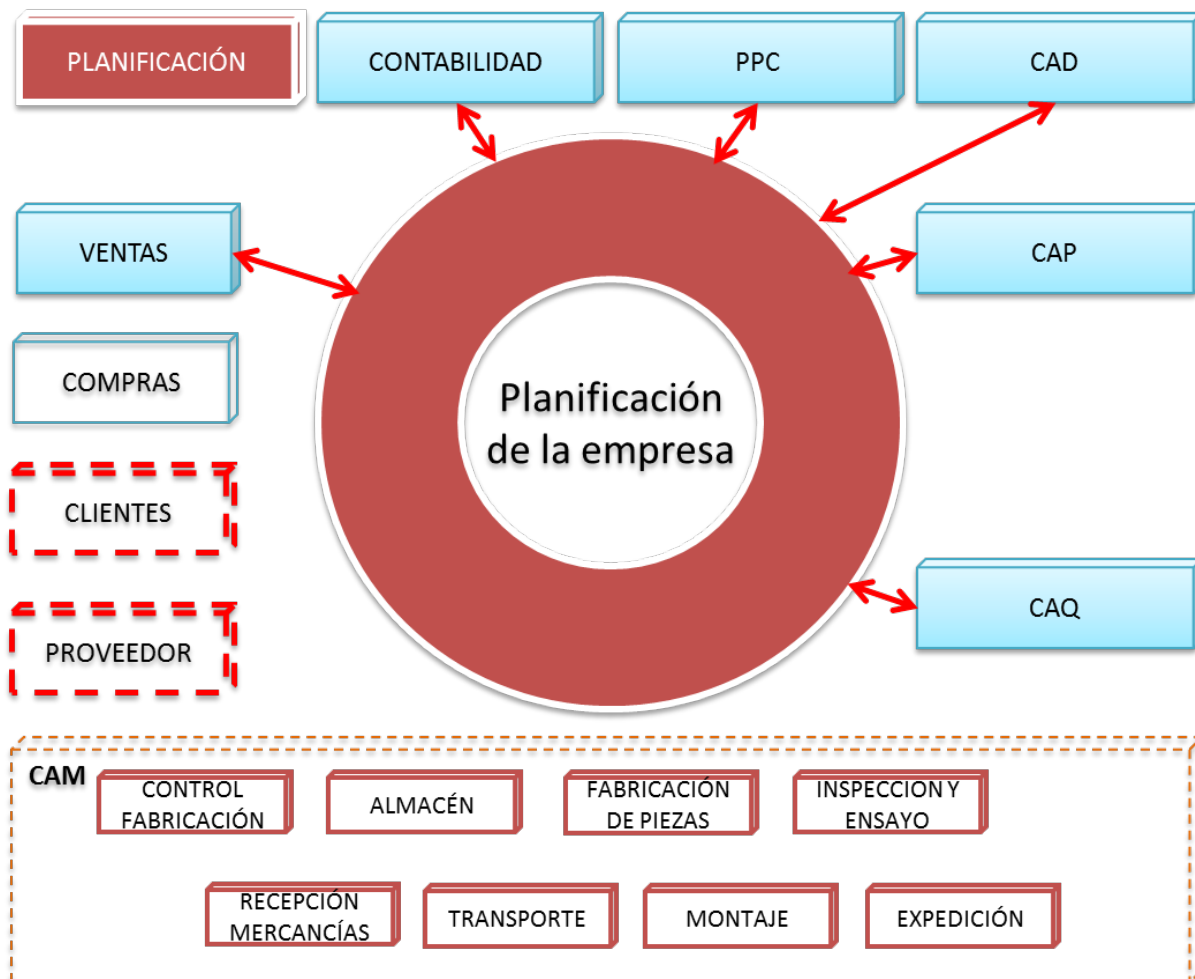 PLANIFICACIÓN
CONTABILIDAD
PPC
CAD
VENTAS
CAP
COMPRAS
Planificación
de la empresa
CLIENTES
CAQ
PROVEEDOR
CAM
CONTROL
FABRICACIÓN
ALMACÉN
FABRICACIÓN
DE PIEZAS
INSPECCION Y
ENSAYO
RECEPCIÓN
MERCANCÍAS
TRANSPORTE
MONTAJE
EXPEDICIÓN